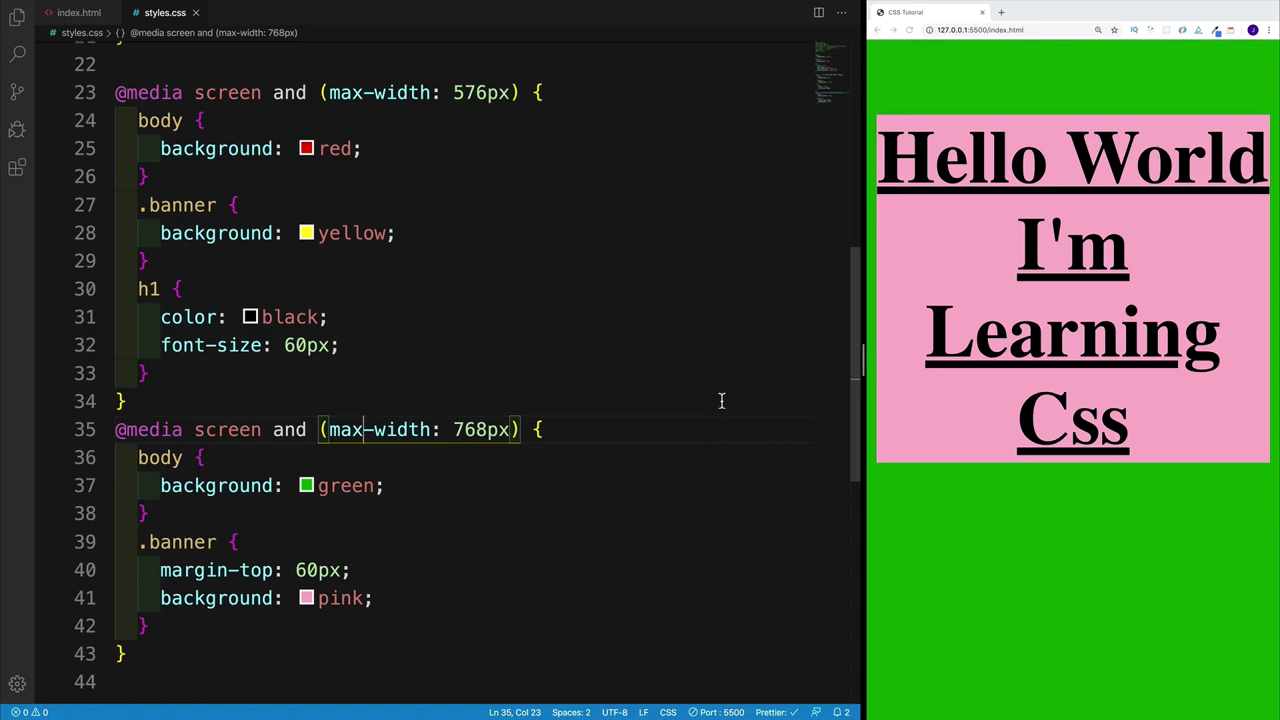 index.html
styles.css ×
CSS Tutorial ×
styles.css > {} @media screen and (max-width: 768px)
127.0.0.1:5500/index.html
22
23 @media screen and (max-width: 576px) {
24 body {
25 background: red;
26 }
27 .banner {
28 background: yellow;
29 }
30 h1 {
31 color: black;
32 font-size: 60px;
33 }
34 }
35 @media screen and (max-width: 768px) {
36 body {
37 background: green;
38 }
39 .banner {
40 margin-top: 60px;
41 background: pink;
42 }
43 }
44
Hello World
I'm
Learning
Css
0 0 Ln 35, Col 23 Spaces: 2 UTF-8 LF CSS Port : 5500 Prettier: ✓ 2